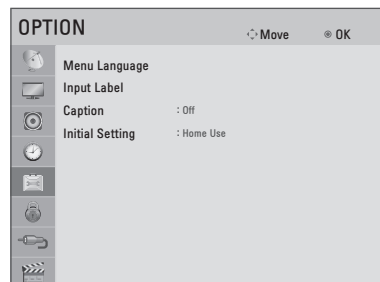 OPTION Move OK
Menu Language
Input Label
Caption : Off
Initial Setting : Home Use